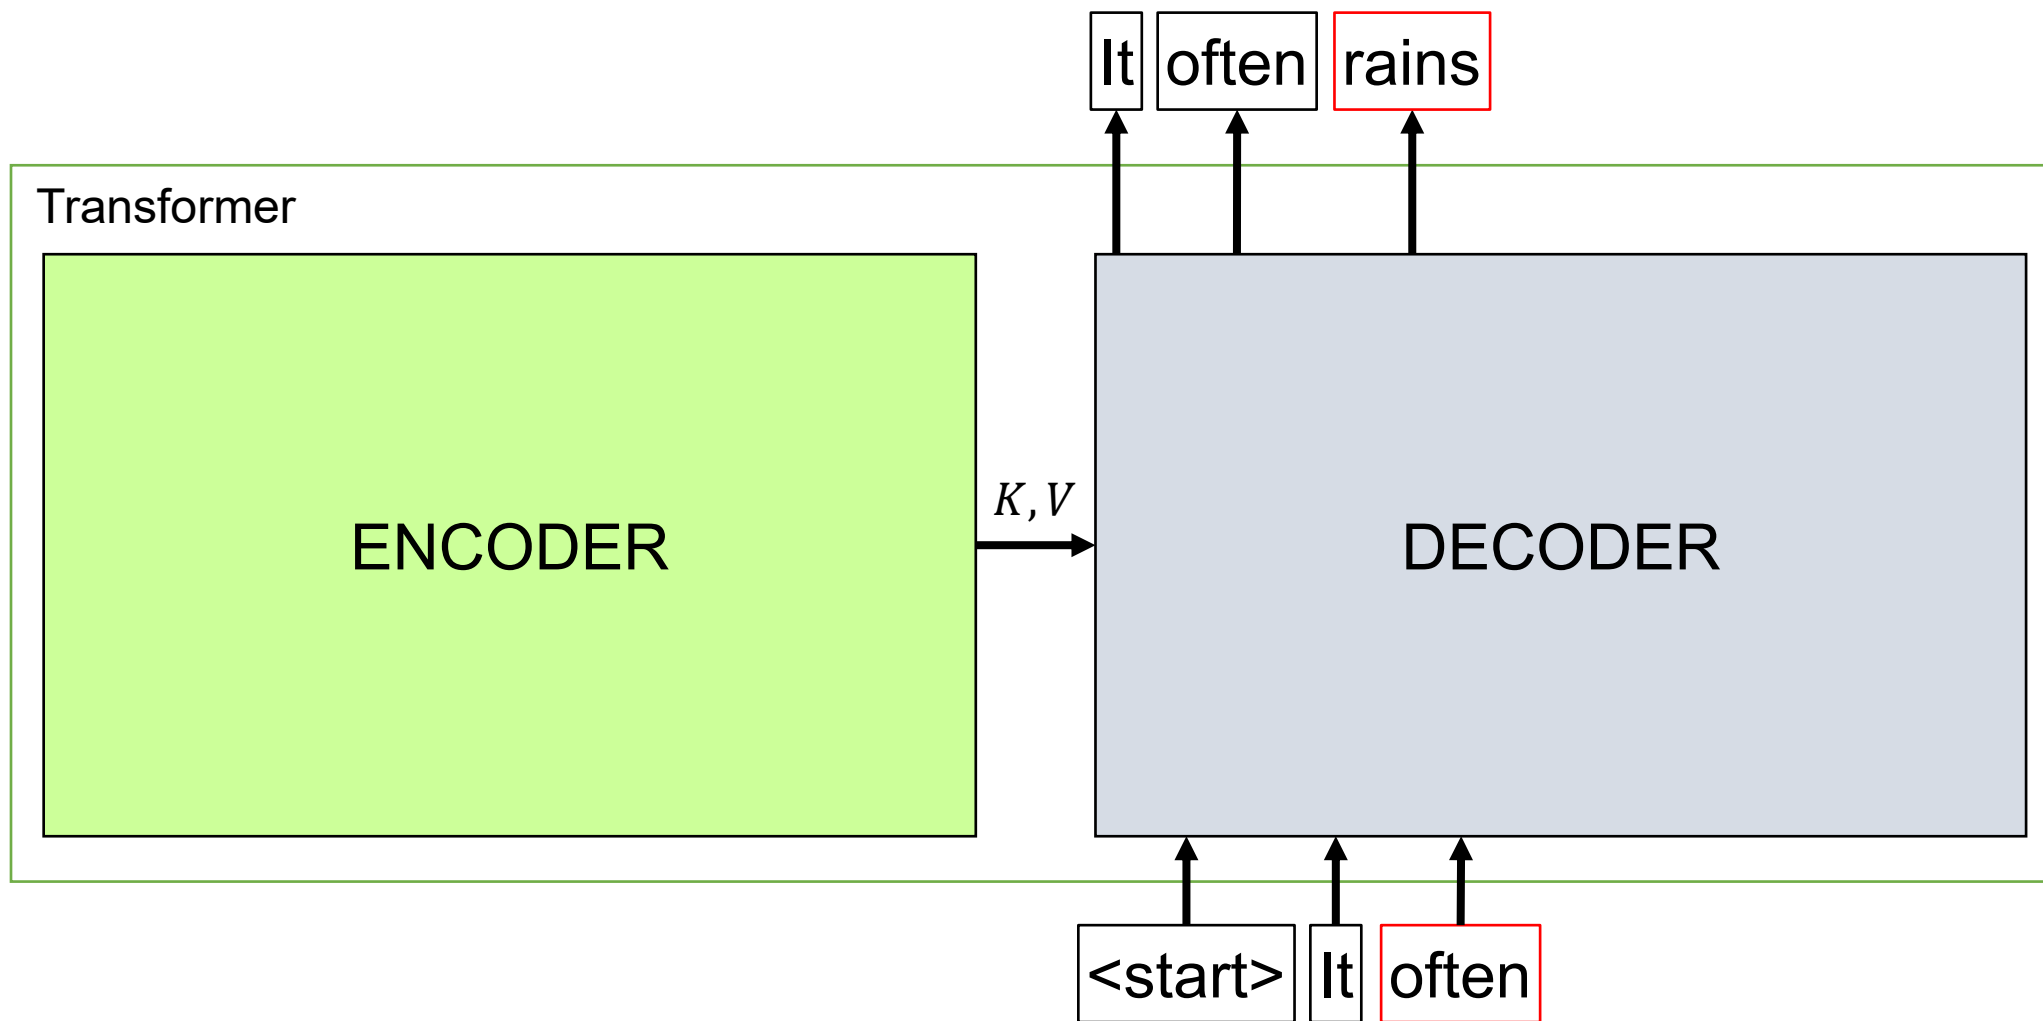 It often rains
Transformer
ENCODER
K, V
DECODER
<start> It often